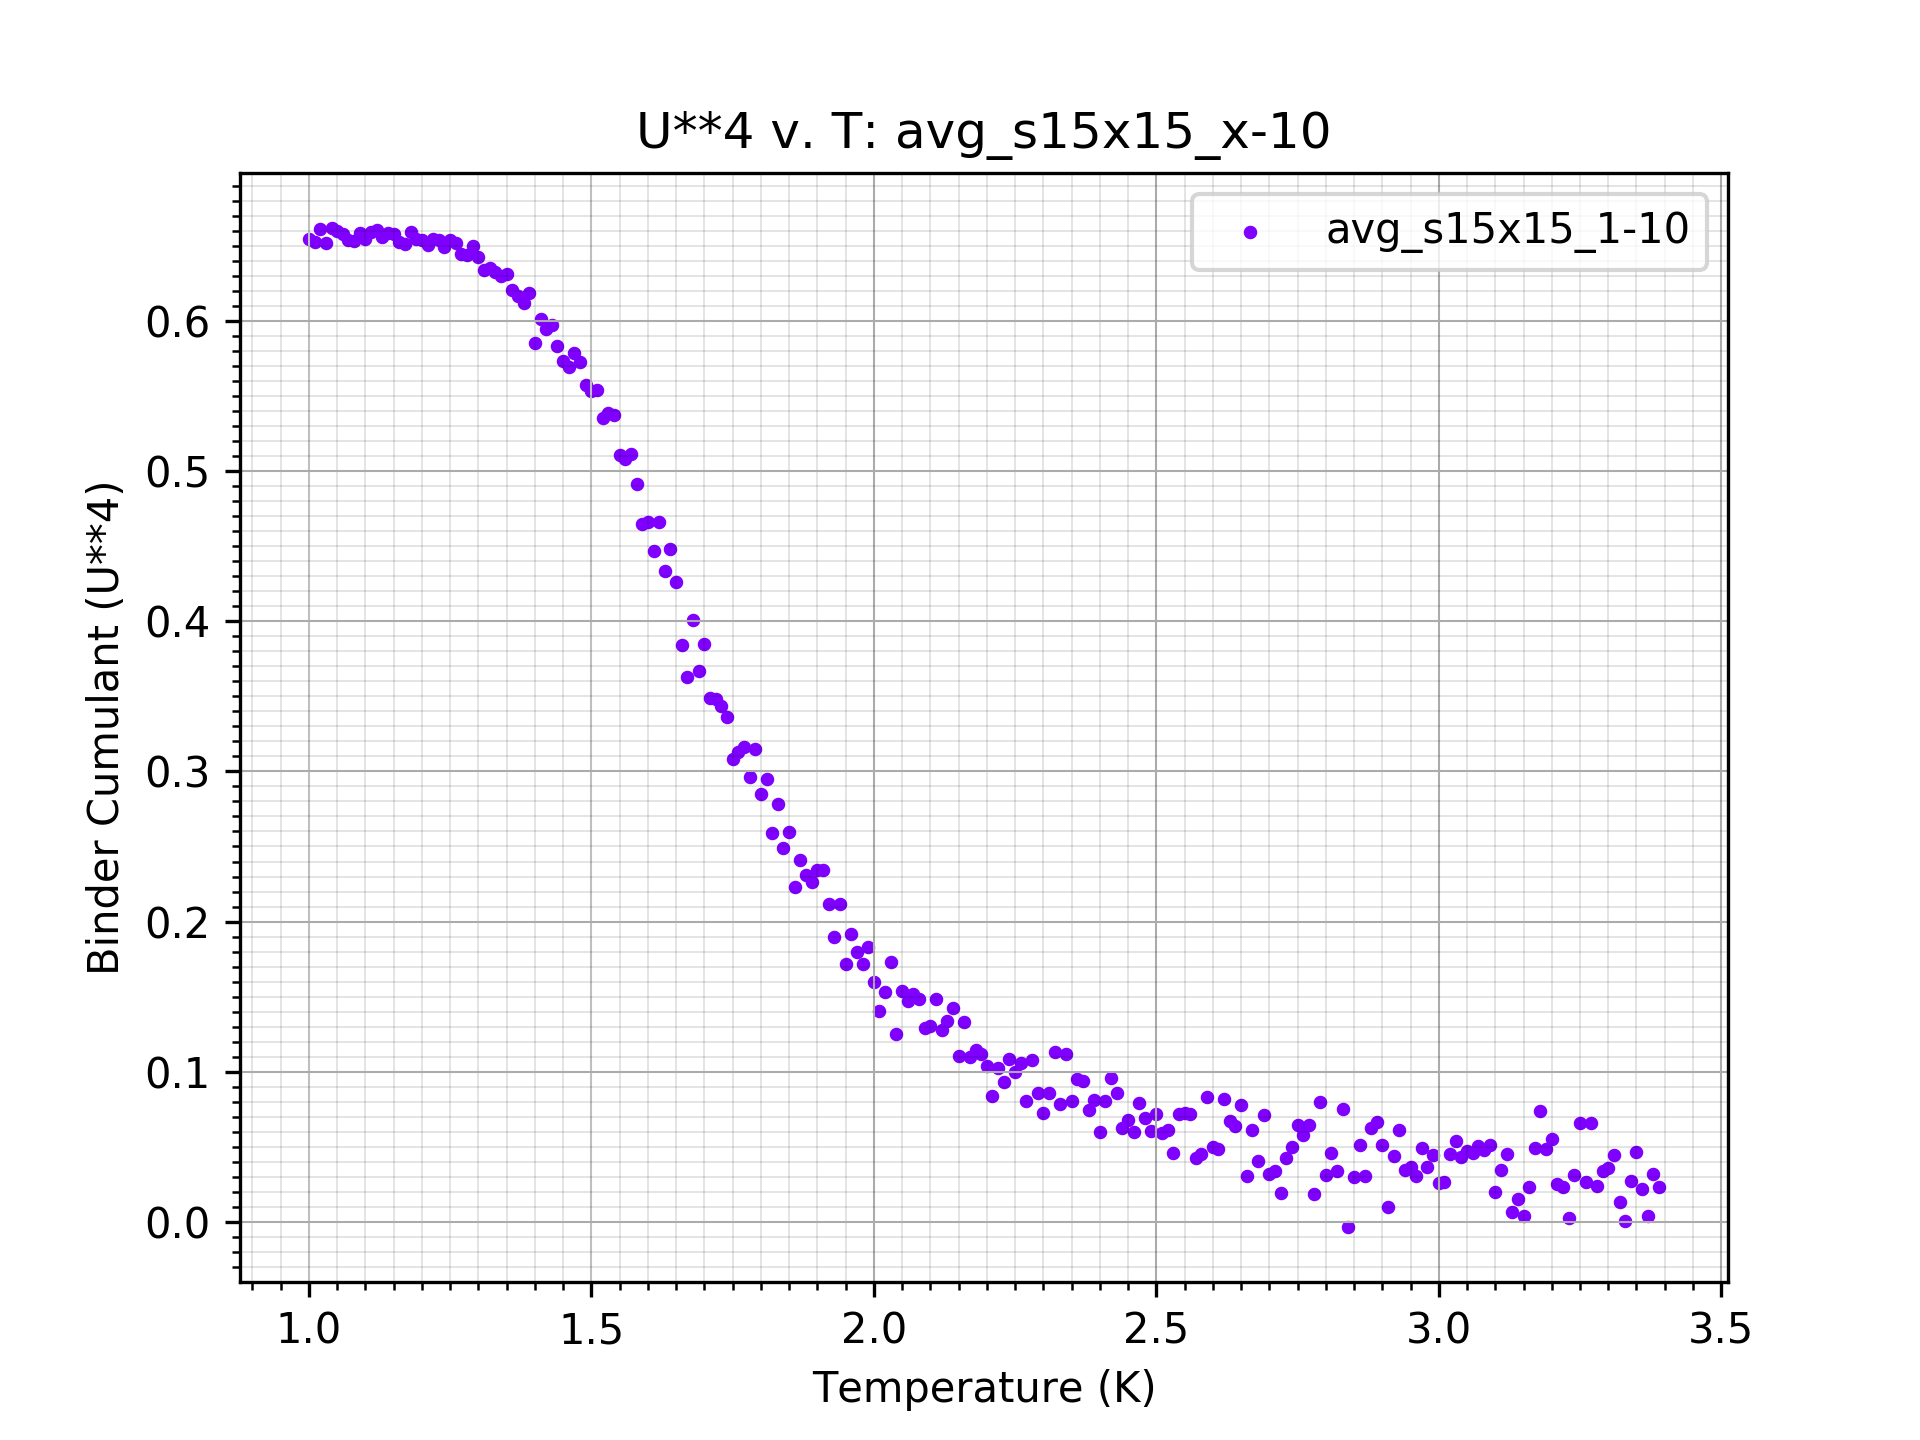 U**4 v. T: avg_s15x15_x-10
avg_s15x15_1-10
Binder Cumulant (U**4)
0.6
0.5
0.4
0.3
0.2
0.1
0.0
1.0 1.5 2.0 2.5 3.0 3.5
Temperature (K)